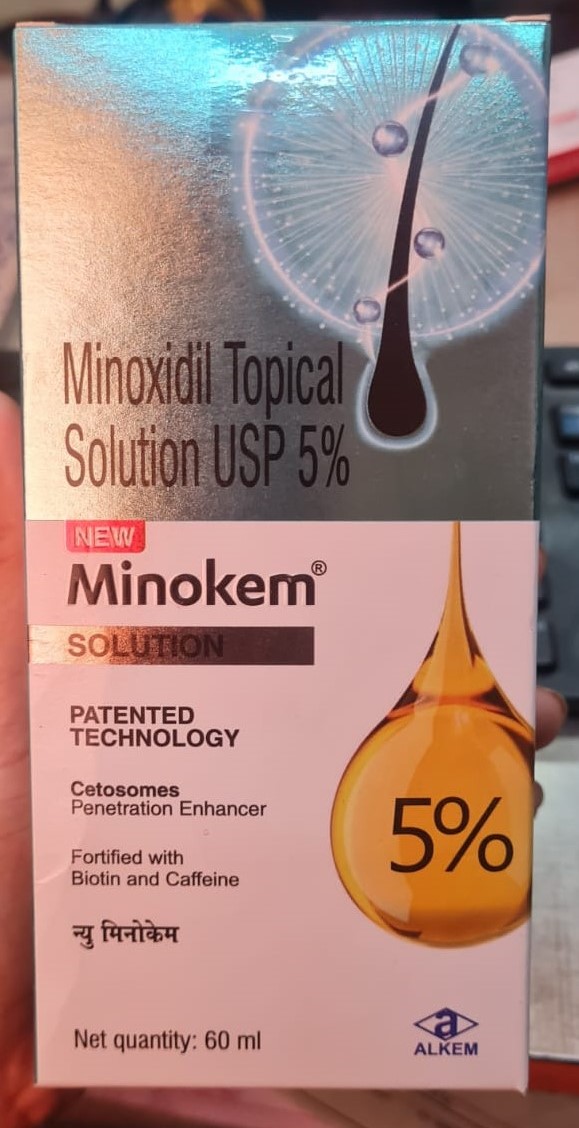 Minoxidil Topical
Solution USP 5%
NEW
Minokem®
SOLUTION
PATENTED
TECHNOLOGY
Cetosomes
Penetration Enhancer
Fortified with
Biotin and Caffeine
न्यु मिनोकेम
5%
Net quantity: 60 ml
a
ALKEM